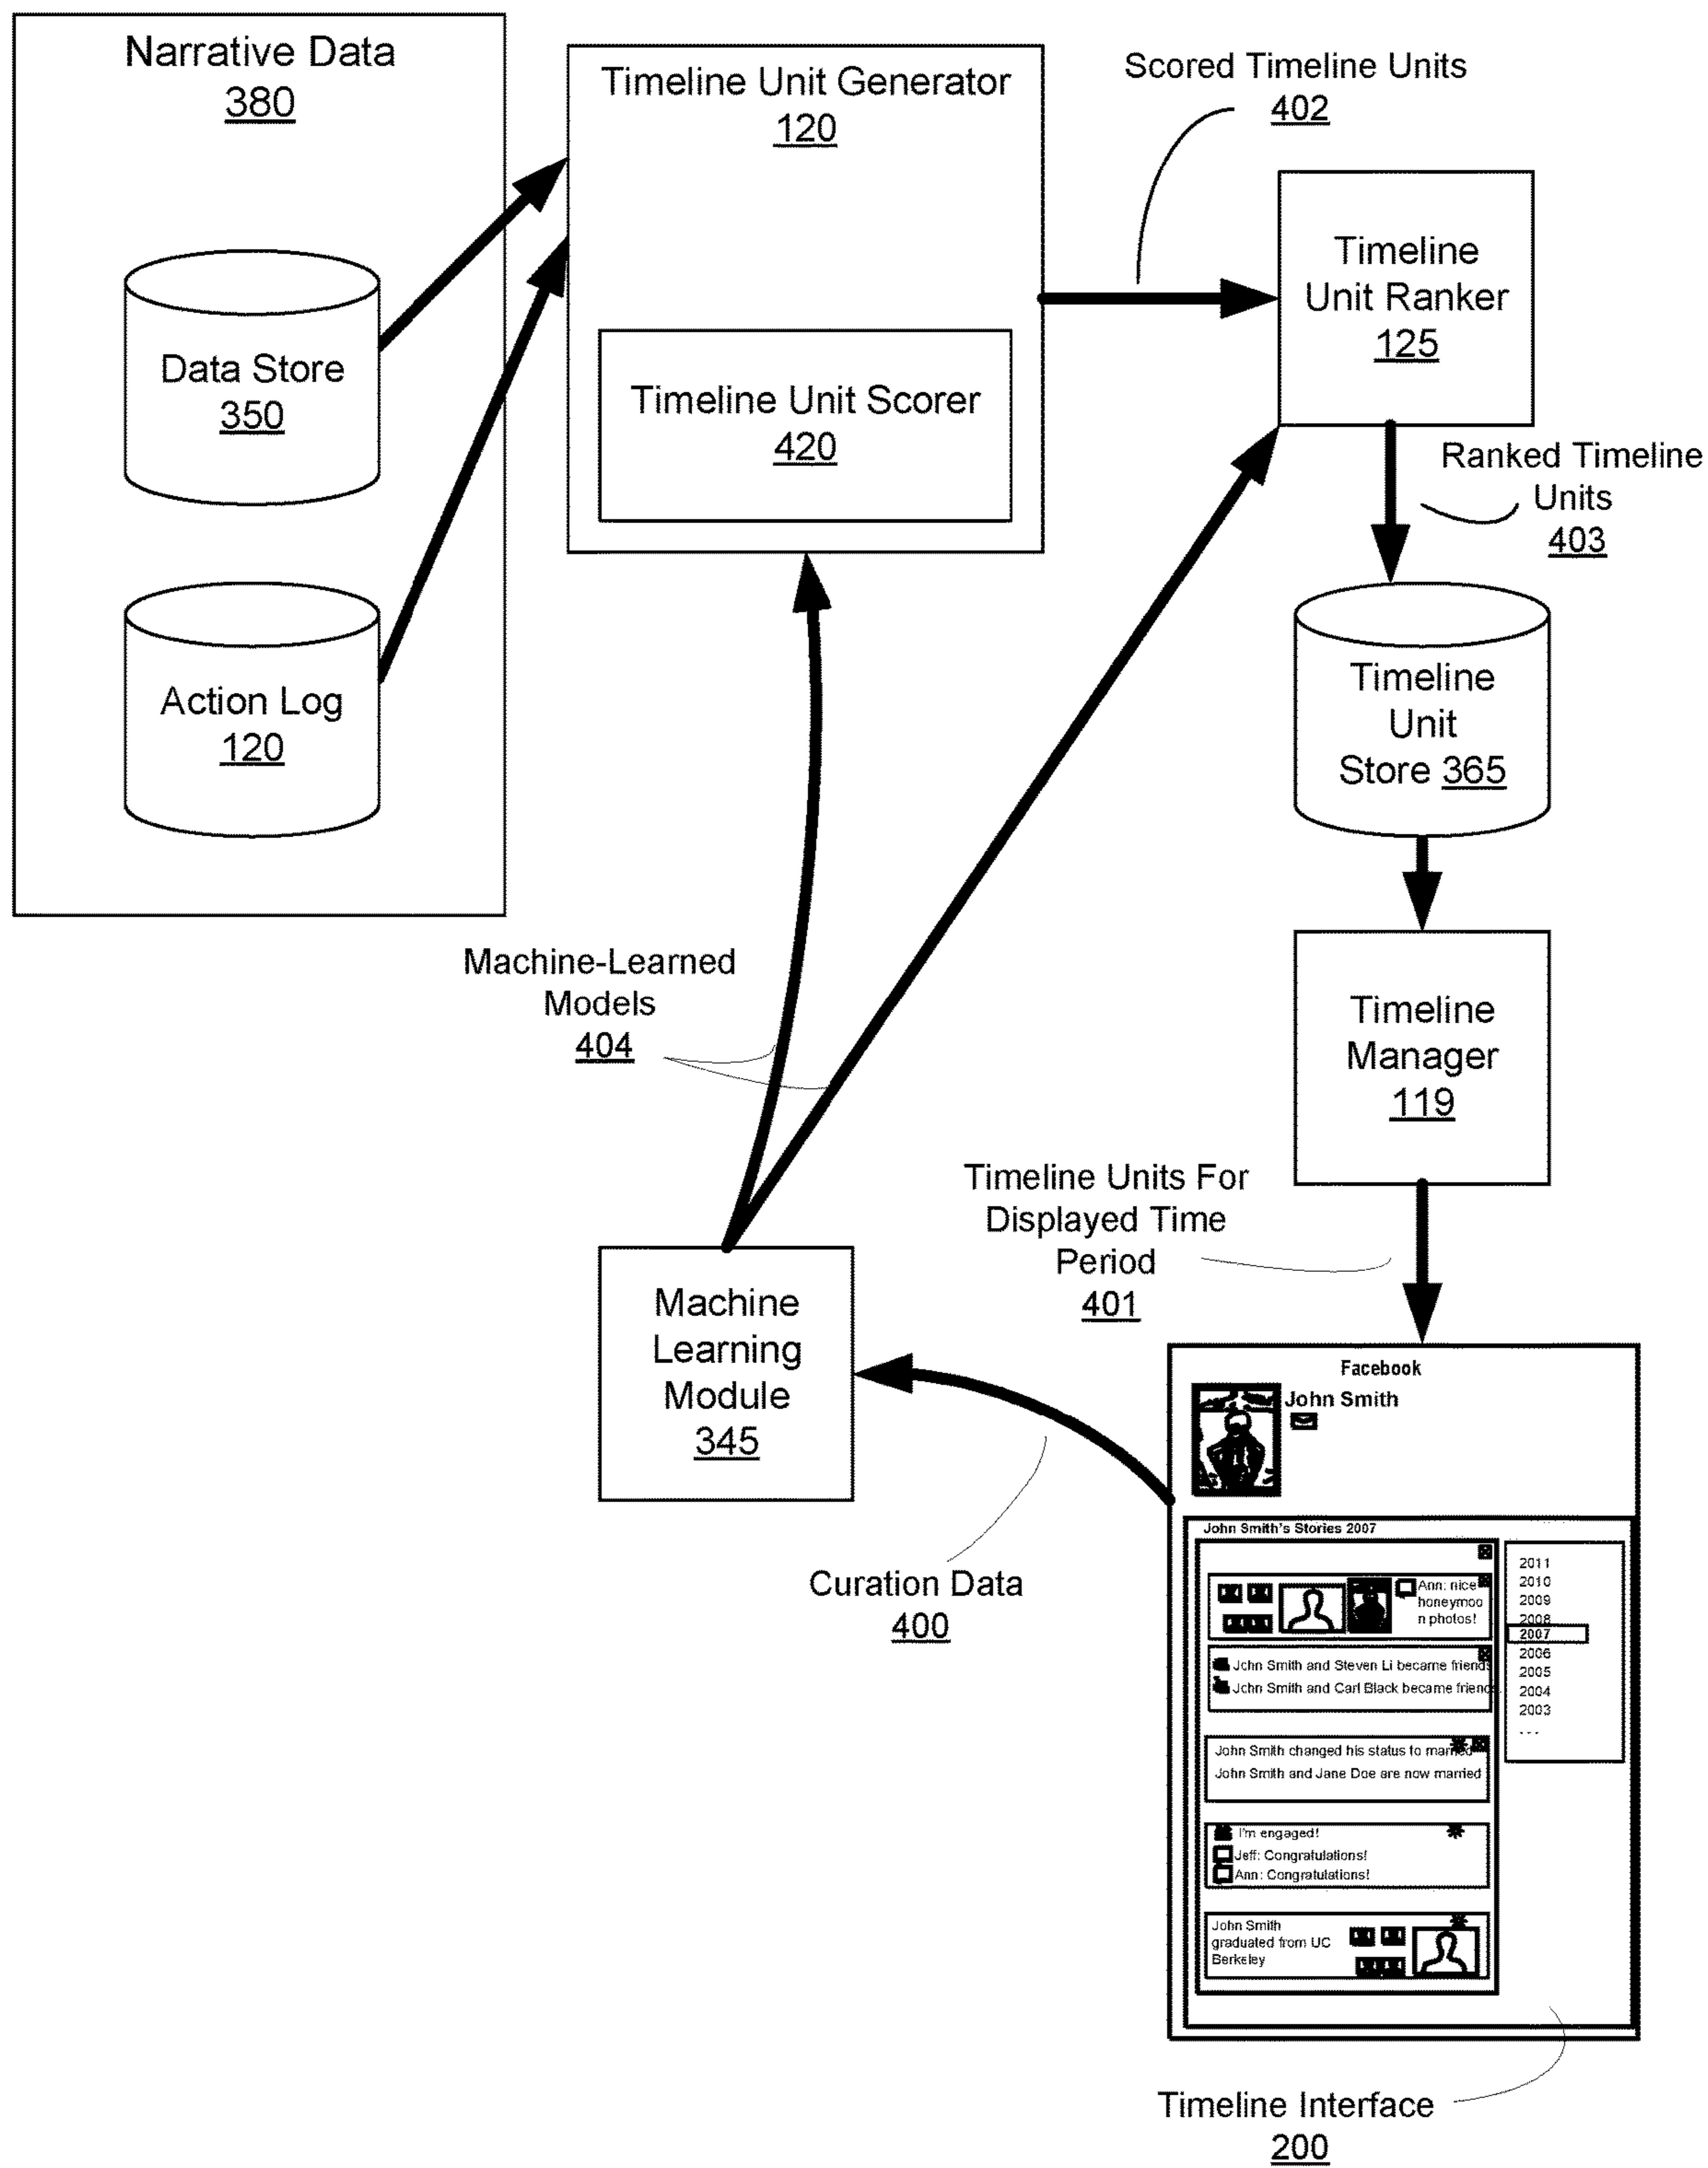 Narrative Data
380
Data Store
350
Action Log
120
Timeline Unit Generator
120
Timeline Unit Scorer
420
Scored Timeline Units
402
Timeline
Unit Ranker
125
Ranked Timeline
Units
403
Timeline
Unit
Store 365
Timeline
Manager
119
Machine-Learned
Models
404
Timeline Units For
Displayed Time
Period
401
Machine
Learning
Module
345
Curation Data
400
Facebook
John Smith
John Smith's Stories 2007
Ann: nice
honeymoo
n photos!
John Smith and Steven Li became friends
John Smith and Carl Black became friends
John Smith changed his status to married
John Smith and Jane Doe are now married
I'm engaged!
Jeff: Congratulations!
Ann: Congratulations!
John Smith
graduated from UC
Berkeley
2011
2010
2009
2008
2007
2006
2005
2004
2003
...
Timeline Interface
200